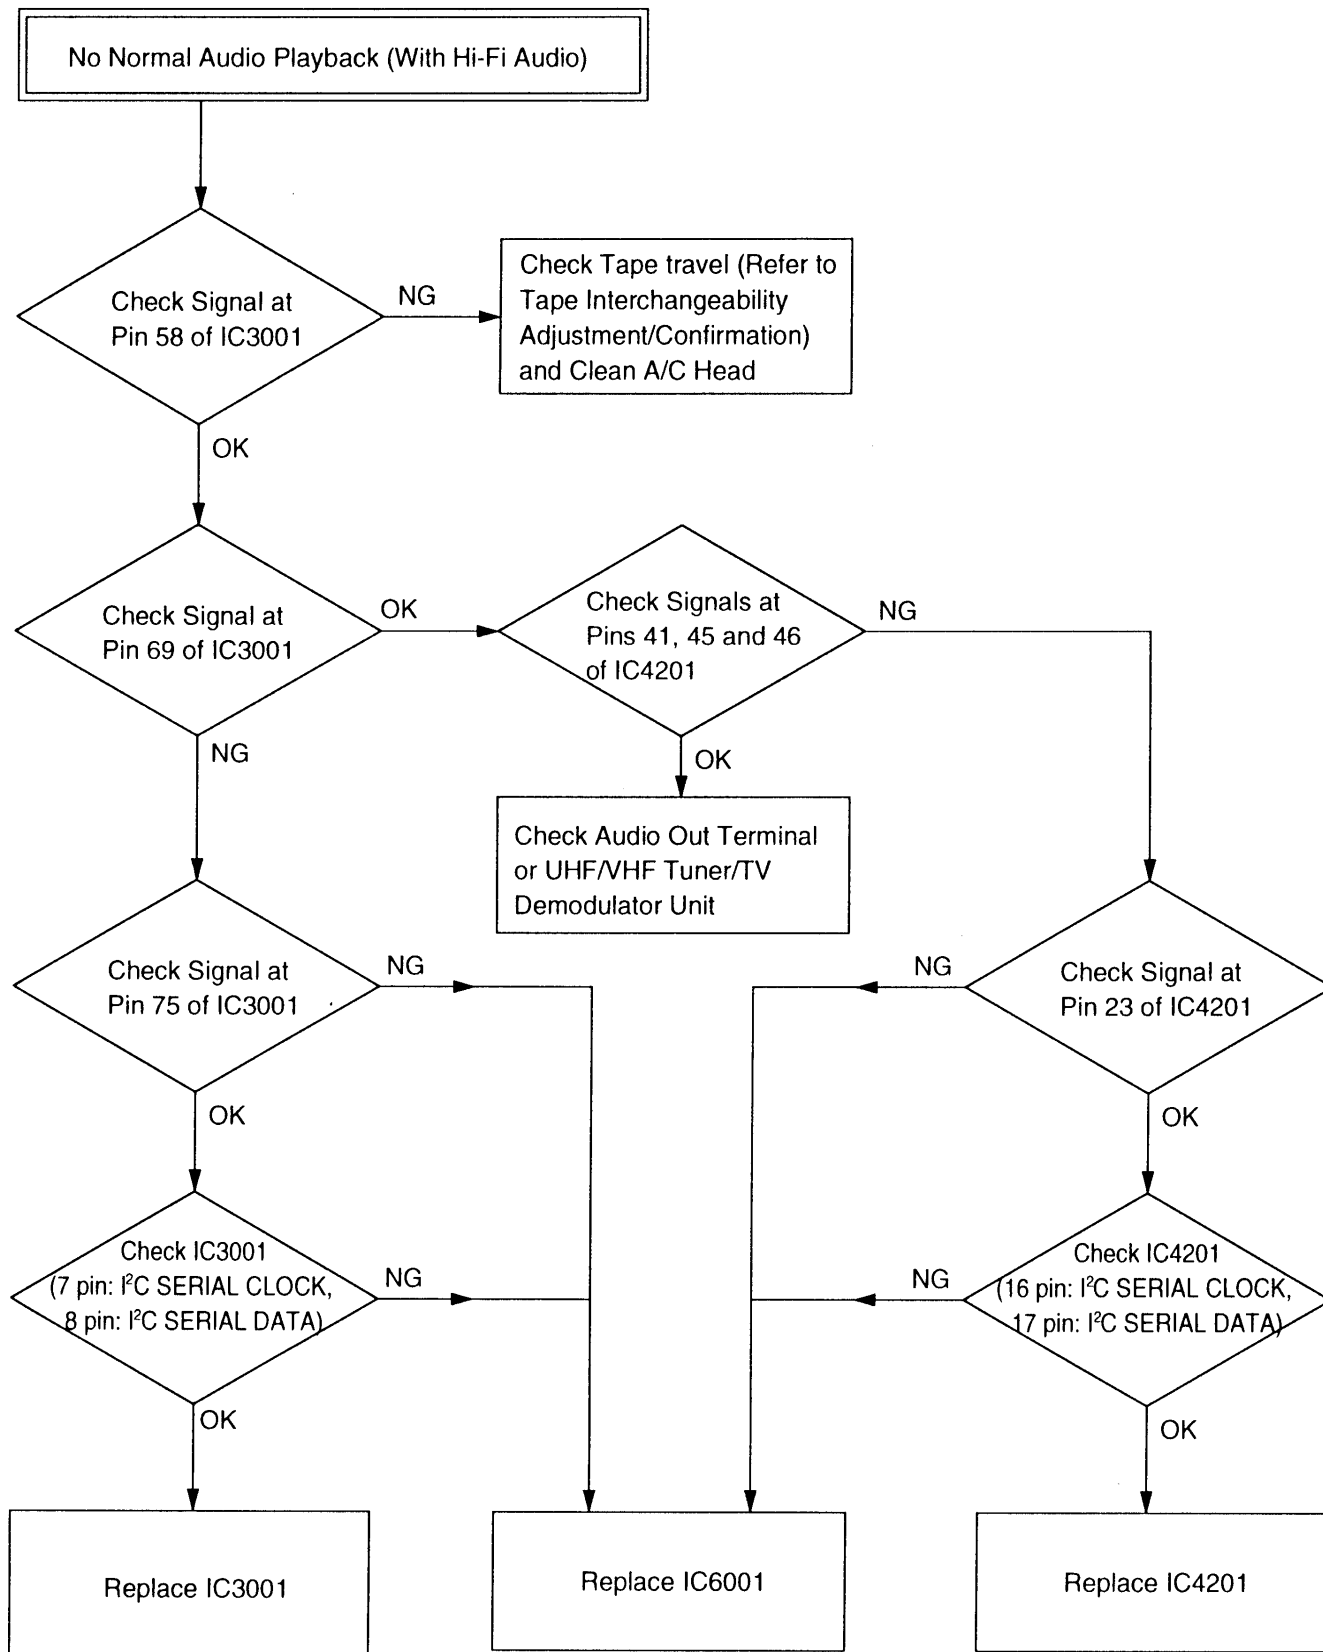 No Normal Audio Playback (With Hi-Fi Audio)
Check Signal at
Pin 58 of IC3001
NG
Check Tape travel (Refer to
Tape Interchangeability
Adjustment/Confirmation)
and Clean A/C Head
OK
Check Signal at
Pin 69 of IC3001
OK
Check Signals at
Pins 41, 45 and 46
of IC4201
NG
NG
OK
Check Audio Out Terminal
or UHF/VHF Tuner/TV
Demodulator Unit
Check Signal at
Pin 75 of IC3001
NG
NG
Check Signal at
Pin 23 of IC4201
OK
OK
Check IC3001
(7 pin: I²C SERIAL CLOCK,
8 pin: I²C SERIAL DATA)
NG
NG
Check IC4201
(16 pin: I²C SERIAL CLOCK,
17 pin: I²C SERIAL DATA)
OK
OK
Replace IC3001
Replace IC6001
Replace IC4201